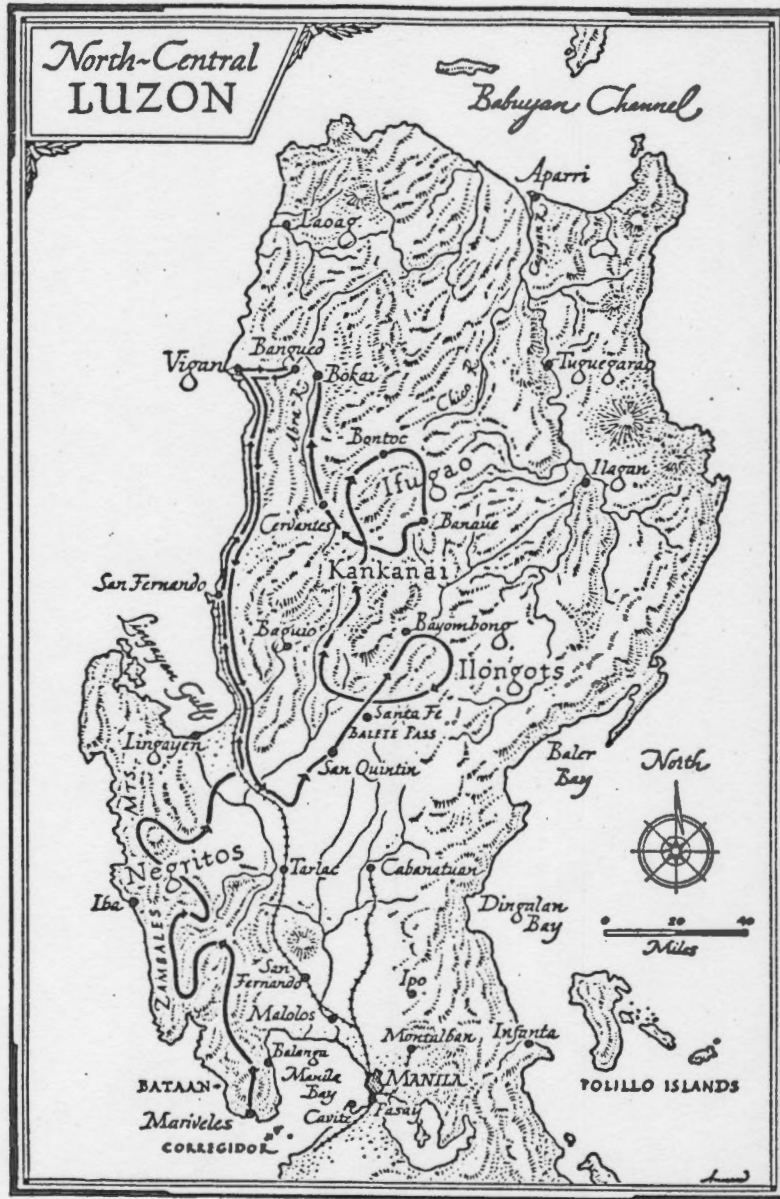 North-Central
LUZON
Babuyan Channel
Aparri
Cagayan R.
Laoag
Vigan
Bangued
Bokai
Abra R.
Chico R.
Tuguegarao
Bontoc
Ifugao
Ilagan
Cervantes
Banaue
Kankanai
San Fernando
Baguio
Bayombong
Ilongots
Lingayen Gulf
Santa Fe
BALETE PASS
Lingayen
San Quintin
Baler
Bay
North
ZAMBALES MTS.
Negritos
Tarlac
Cabanatuan
Iba
Dingalan
Bay
0 20 40
Miles
San
Fernando
Ipo
Malolos
Montalban
Infanta
Balanga
Manila
Bay
MANILA
BATAAN
POLILLO ISLANDS
Mariveles
Cavite
Pasay
CORREGIDOR